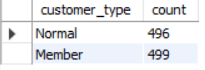 customer_type count
Normal 496
Member 499